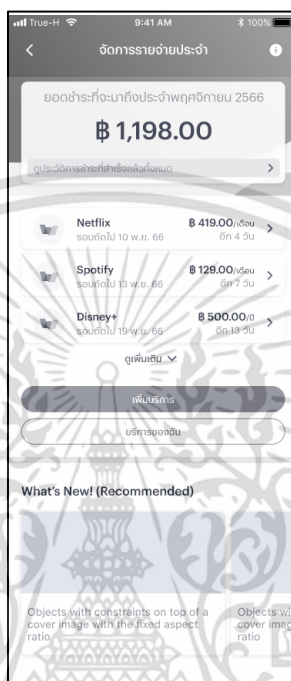 True-H 9:41 AM 100%
จัดการรายจ่ายประจำ
ยอดชำระที่จะมาถึงประจำพฤศจิกายน 2566
฿ 1,198.00
ดูประวัติการชำระที่สำเร็จแล้วทั้งหมด
Netflix ฿ 419.00/เดือน
รอบถัดไป 10 พ.ย. 66 อีก 4 วัน
Spotify ฿ 129.00/เดือน
รอบถัดไป 13 พ.ย. 66 อีก 7 วัน
Disney+ ฿ 500.00/ปี
รอบถัดไป 19 พ.ย. 66 อีก 13 วัน
ดูเพิ่มเติม
เพิ่มบริการ
บริการของฉัน
What's New! (Recommended)
Objects with constraints on top of a Objects wi
cover image with the fixed aspect cover imag
ratio ratio